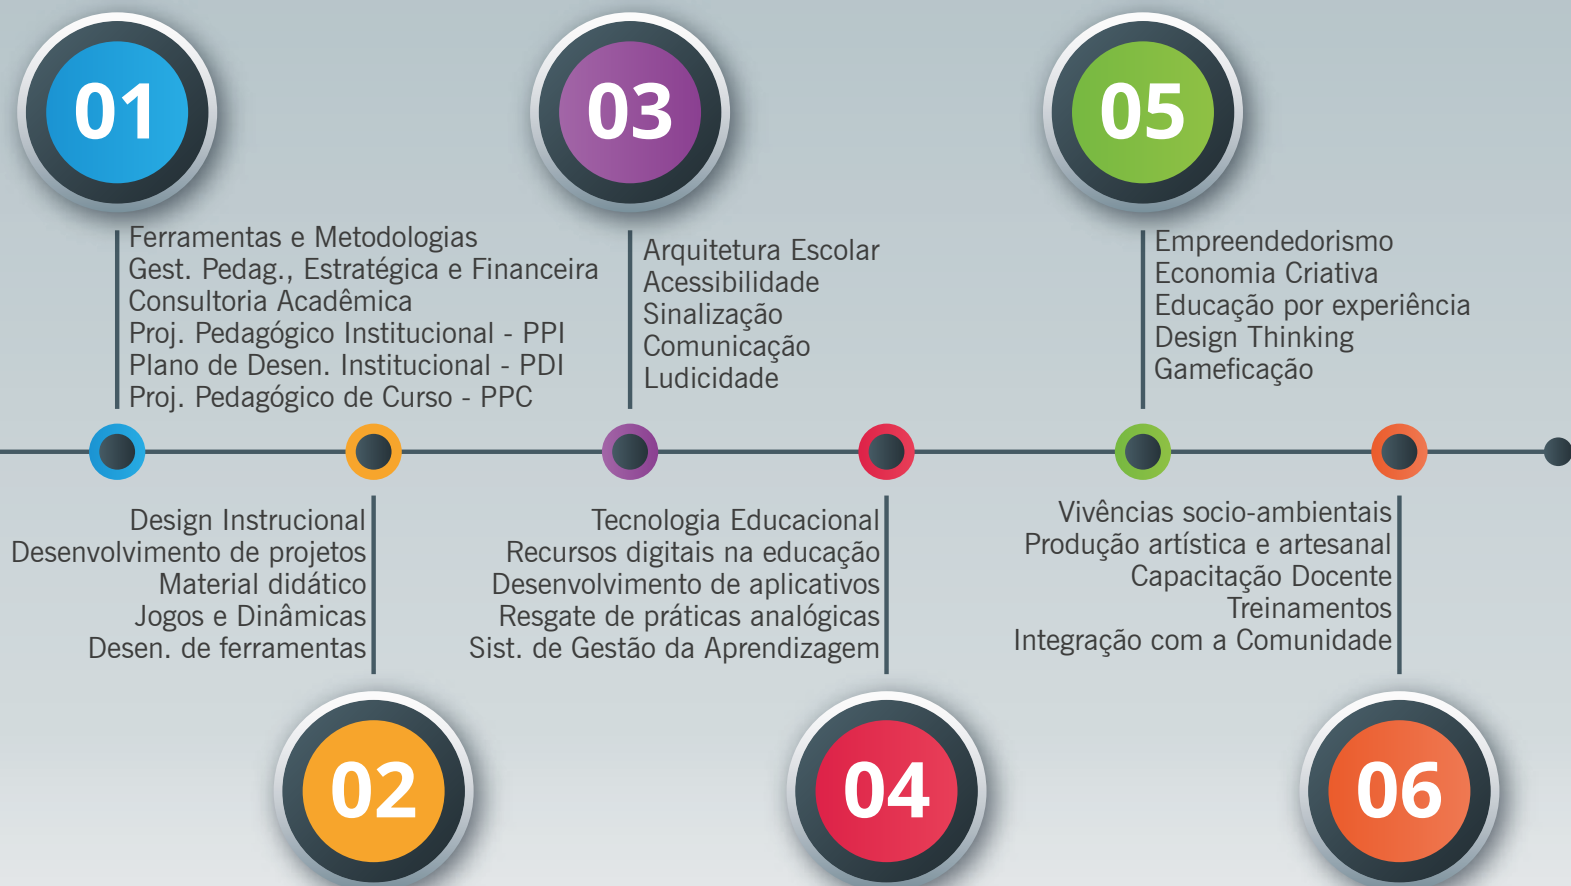 01
Ferramentas e Metodologias
Gest. Pedag., Estratégica e Financeira
Consultoria Acadêmica
Proj. Pedagógico Institucional - PPI
Plano de Desen. Institucional - PDI
Proj. Pedagógico de Curso - PPC
Design Instrucional
Desenvolvimento de projetos
Material didático
Jogos e Dinâmicas
Desen. de ferramentas
02
03
Arquitetura Escolar
Acessibilidade
Sinalização
Comunicação
Ludicidade
Tecnologia Educacional
Recursos digitais na educação
Desenvolvimento de aplicativos
Resgate de práticas analógicas
Sist. de Gestão da Aprendizagem
04
05
Empreendedorismo
Economia Criativa
Educação por experiência
Design Thinking
Gameficação
Vivências socio-ambientais
Produção artística e artesanal
Capacitação Docente
Treinamentos
Integração com a Comunidade
06